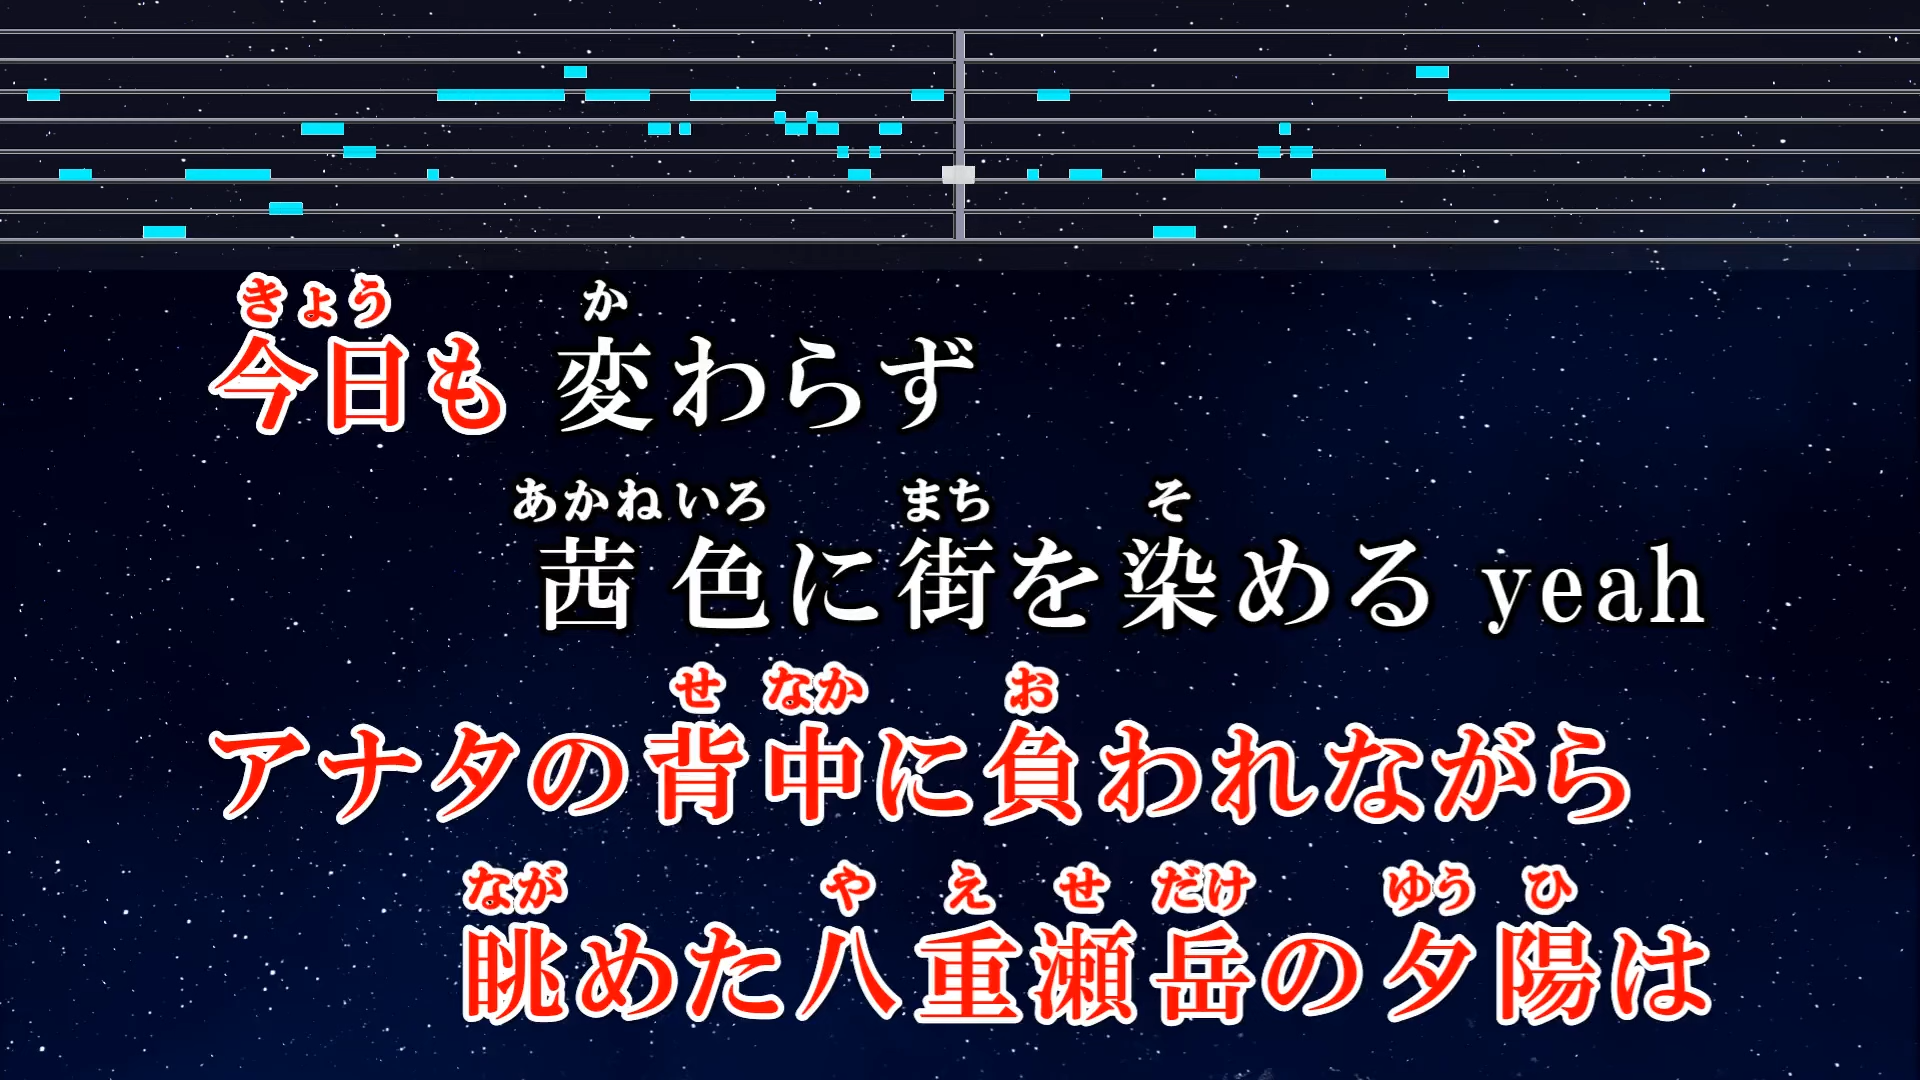 きょう か
今日も 変わらず
あかねいろ まち そ
茜色に街を染める yeah
せ なか お
アナタの背中に負われながら
なが や え せ だけ ゆう ひ
眺めた八重瀬岳の夕陽は